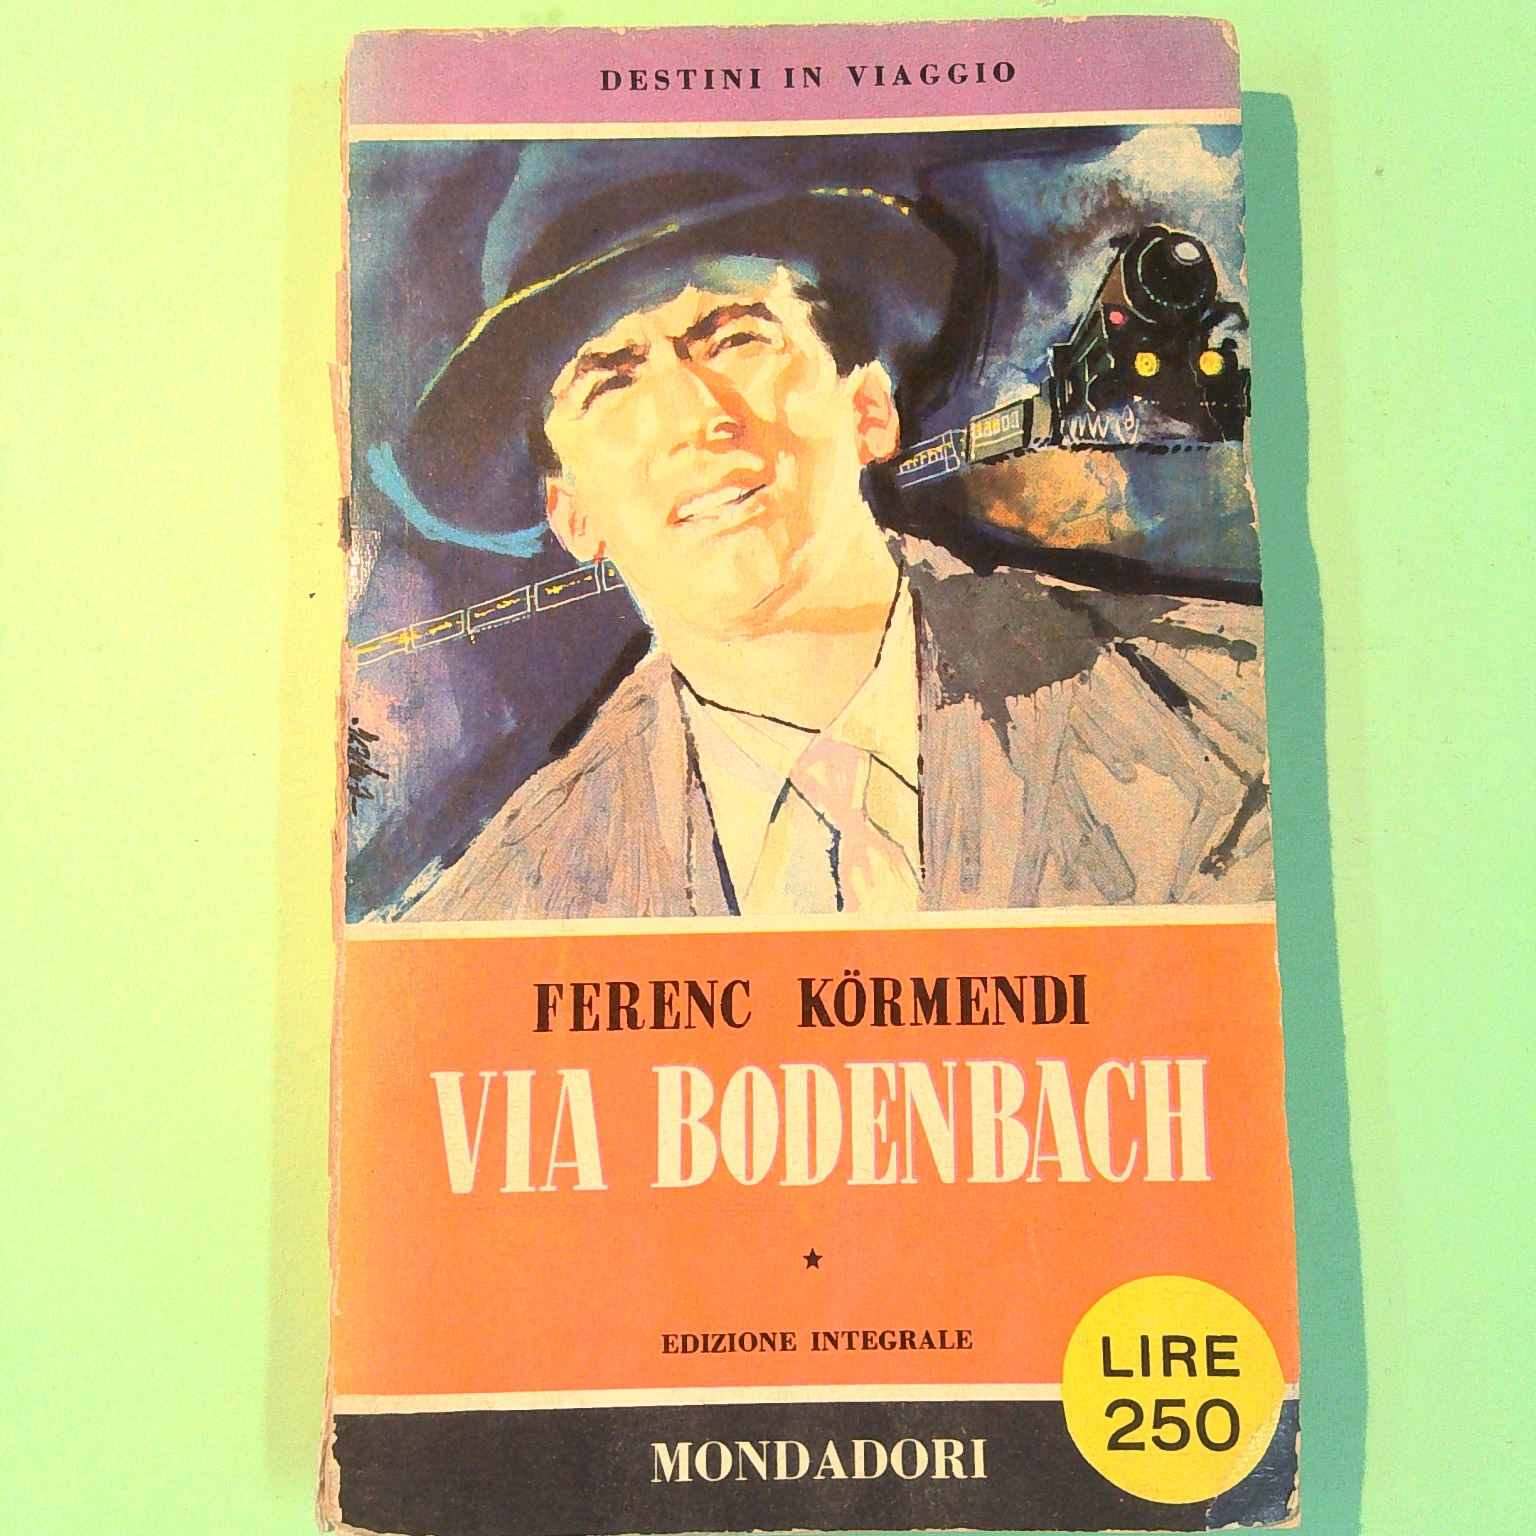 DESTINI IN VIAGGIO
FERENC KÖRMENDI
VIA BODENBACH
EDIZIONE INTEGRALE
LIRE
250
MONDADORI